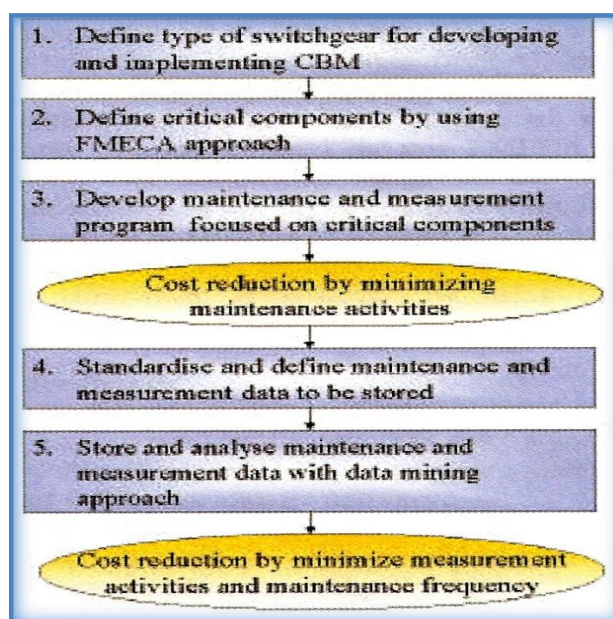 1. Define type of switchgear for developing
and implementing CBM
2. Define critical components by using
FMECA approach
3. Develop maintenance and measurement
program focused on critical components
Cost reduction by minimizing
maintenance activities
4. Standardise and define maintenance and
measurement data to be stored
5. Store and analyse maintenance and
measurement data with data mining
approach
Cost reduction by minimize measurement
activities and maintenance frequency